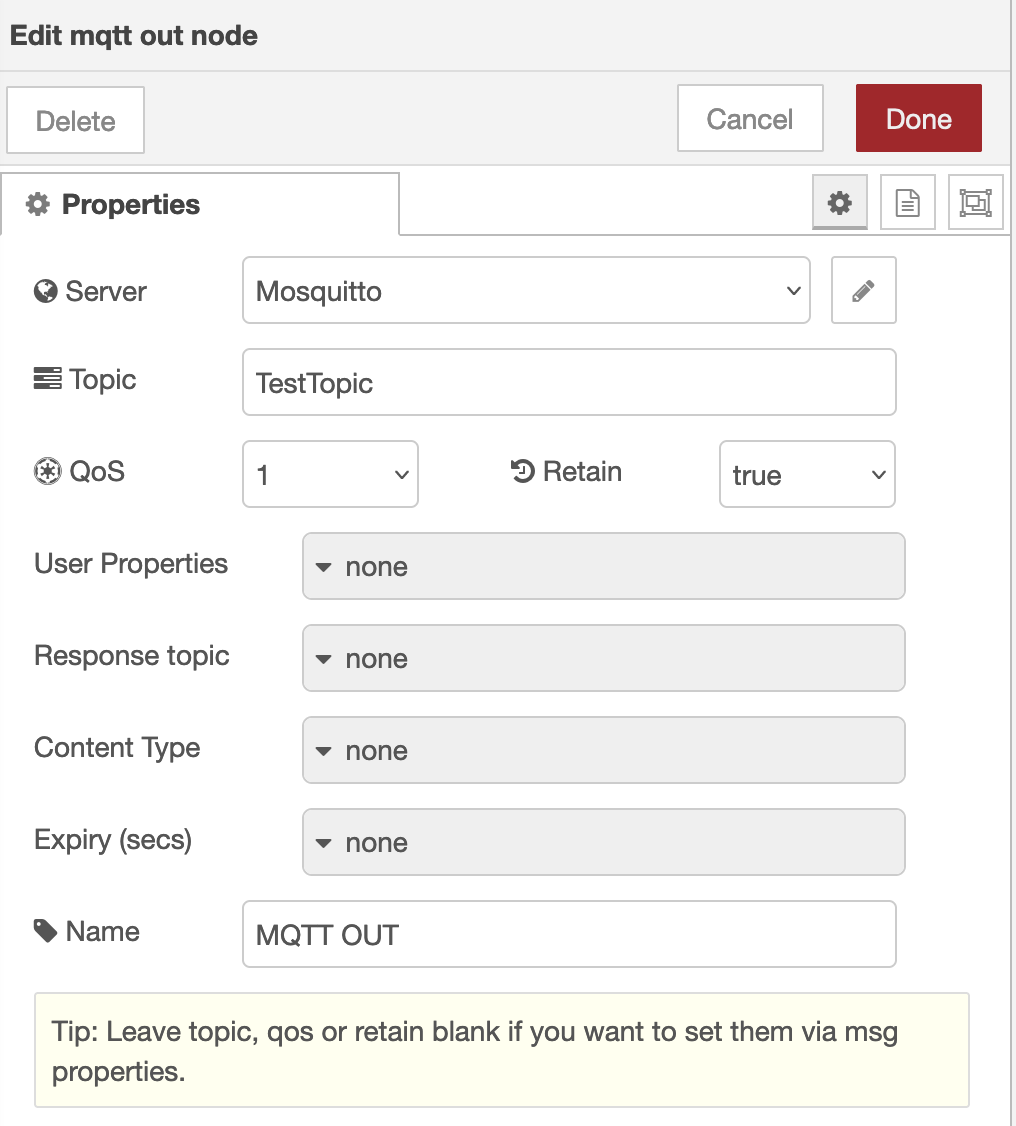 Edit mqtt out node
Delete
Cancel
Done
Properties
Server
Mosquitto
Topic
TestTopic
QoS
1
Retain
true
User Properties
none
Response topic
none
Content Type
none
Expiry (secs)
none
Name
MQTT OUT
Tip: Leave topic, qos or retain blank if you want to set them via msg
properties.